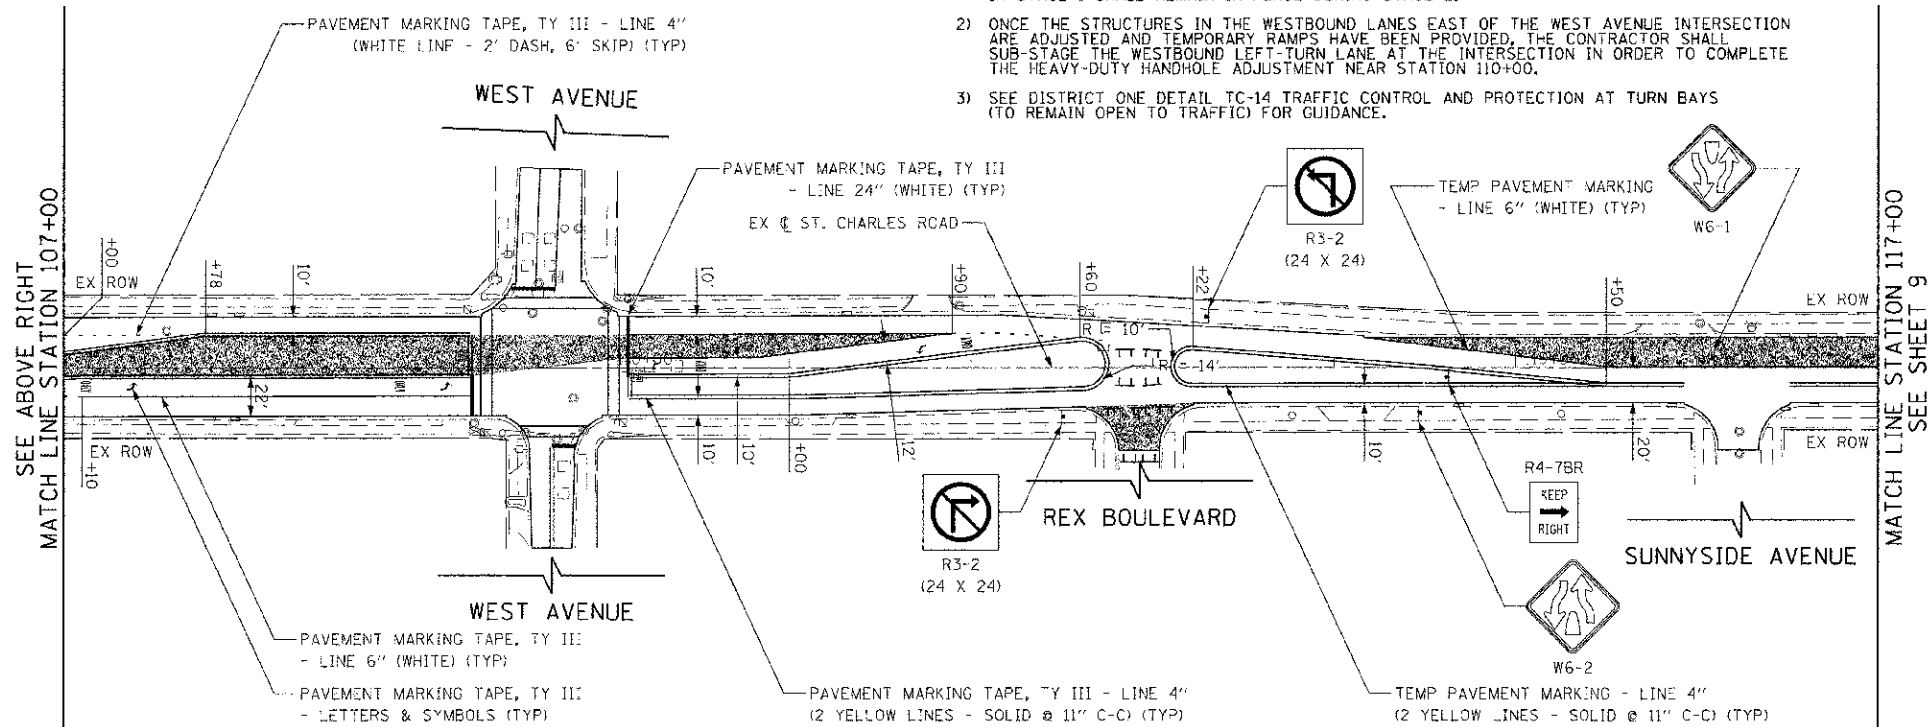 2) ONCE THE STRUCTURES IN THE WESTBOUND LANES EAST OF THE WEST AVENUE INTERSECTION
ARE ADJUSTED AND TEMPORARY RAMPS HAVE BEEN PROVIDED, THE CONTRACTOR SHALL
SUB-STAGE THE WESTBOUND LEFT-TURN LANE AT THE INTERSECTION IN ORDER TO COMPLETE
THE HEAVY-DUTY HANDHOLE ADJUSTMENT NEAR STATION 110+00.
3) SEE DISTRICT ONE DETAIL TC-14 TRAFFIC CONTROL AND PROTECTION AT TURN BAYS
(TO REMAIN OPEN TO TRAFFIC) FOR GUIDANCE.
PAVEMENT MARKING TAPE, TY III - LINE 4"
(WHITE LINE - 2' DASH, 6' SKIP) (TYP)
WEST AVENUE
PAVEMENT MARKING TAPE, TY III
- LINE 24" (WHITE) (TYP)
EX ℄ ST. CHARLES ROAD
R3-2
(24 X 24)
TEMP PAVEMENT MARKING
- LINE 6" (WHITE) (TYP)
W6-1
SEE ABOVE RIGHT
MATCH LINE STATION 107+00
+00
EX ROW
+78
10'
10'
+90
+60
+22
+50
EX ROW
R = 10'
R = 14'
22'
+10
EX ROW
10'
10'
+00
12'
10'
20'
EX ROW
MATCH LINE STATION 117+00
SEE SHEET 9
R3-2
(24 X 24)
REX BOULEVARD
R4-7BR
KEEP
RIGHT
SUNNYSIDE AVENUE
WEST AVENUE
W6-2
PAVEMENT MARKING TAPE, TY III
- LINE 6" (WHITE) (TYP)
PAVEMENT MARKING TAPE, TY III
- LETTERS & SYMBOLS (TYP)
PAVEMENT MARKING TAPE, TY III - LINE 4"
(2 YELLOW LINES - SOLID @ 11" C-C) (TYP)
TEMP PAVEMENT MARKING - LINE 4"
(2 YELLOW LINES - SOLID @ 11" C-C) (TYP)